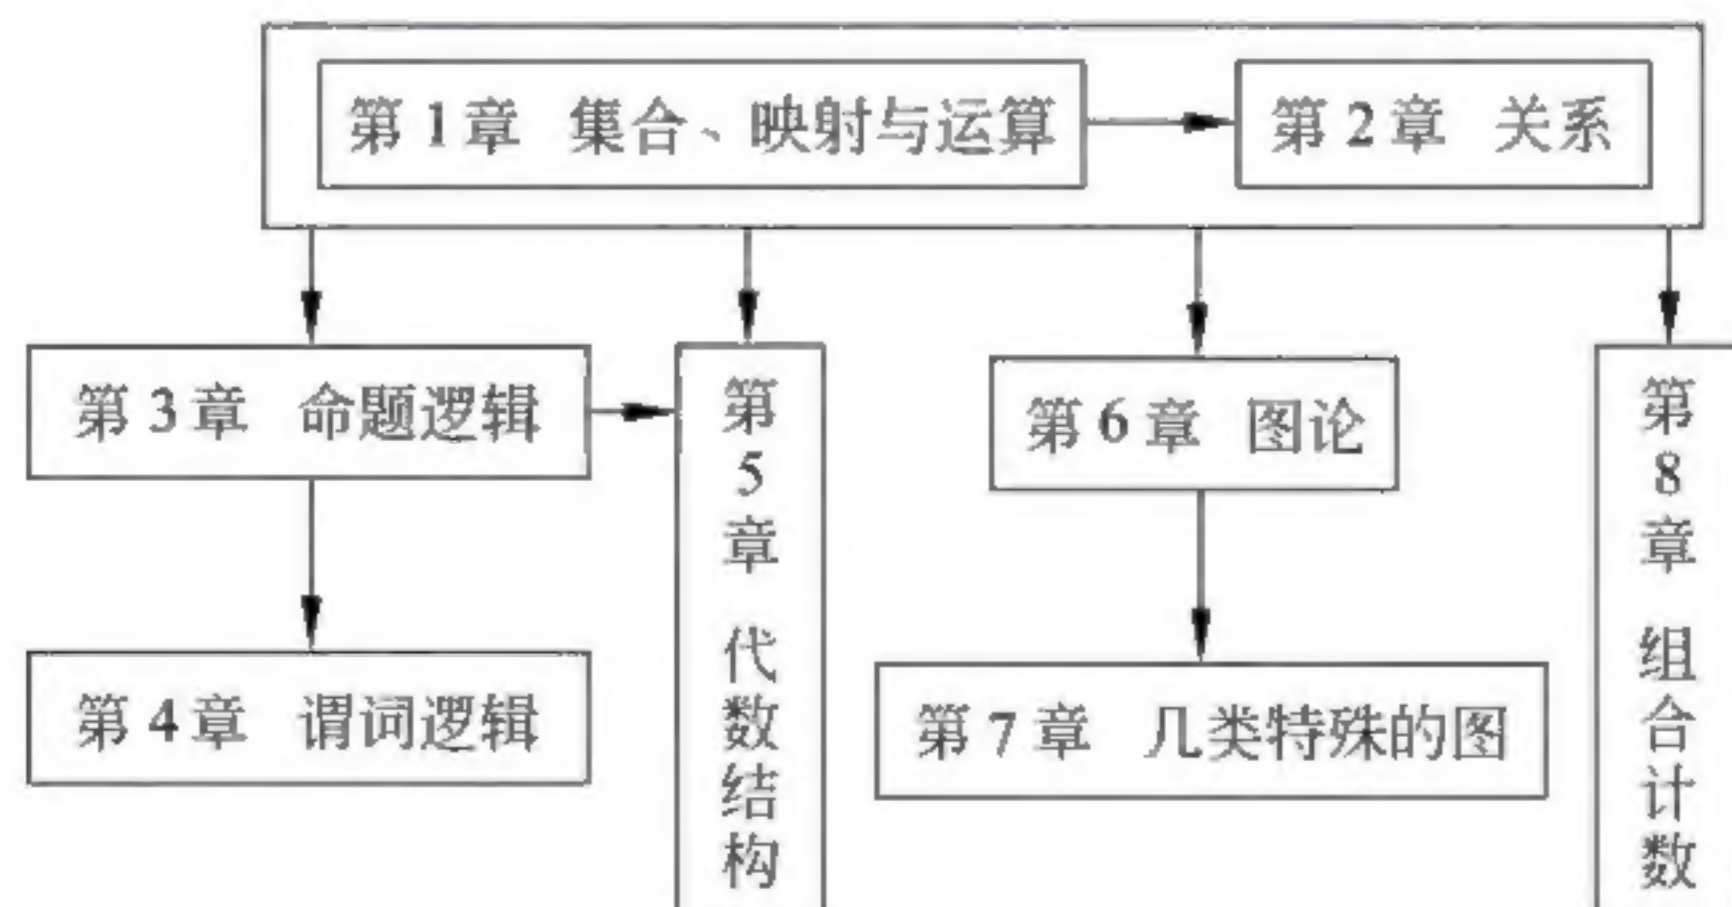 第1章 集合、映射与运算
第2章 关系
第3章 命题逻辑
第5章 代数结构
第6章 图论
第8章 组合计数
第4章 谓词逻辑
第7章 几类特殊的图